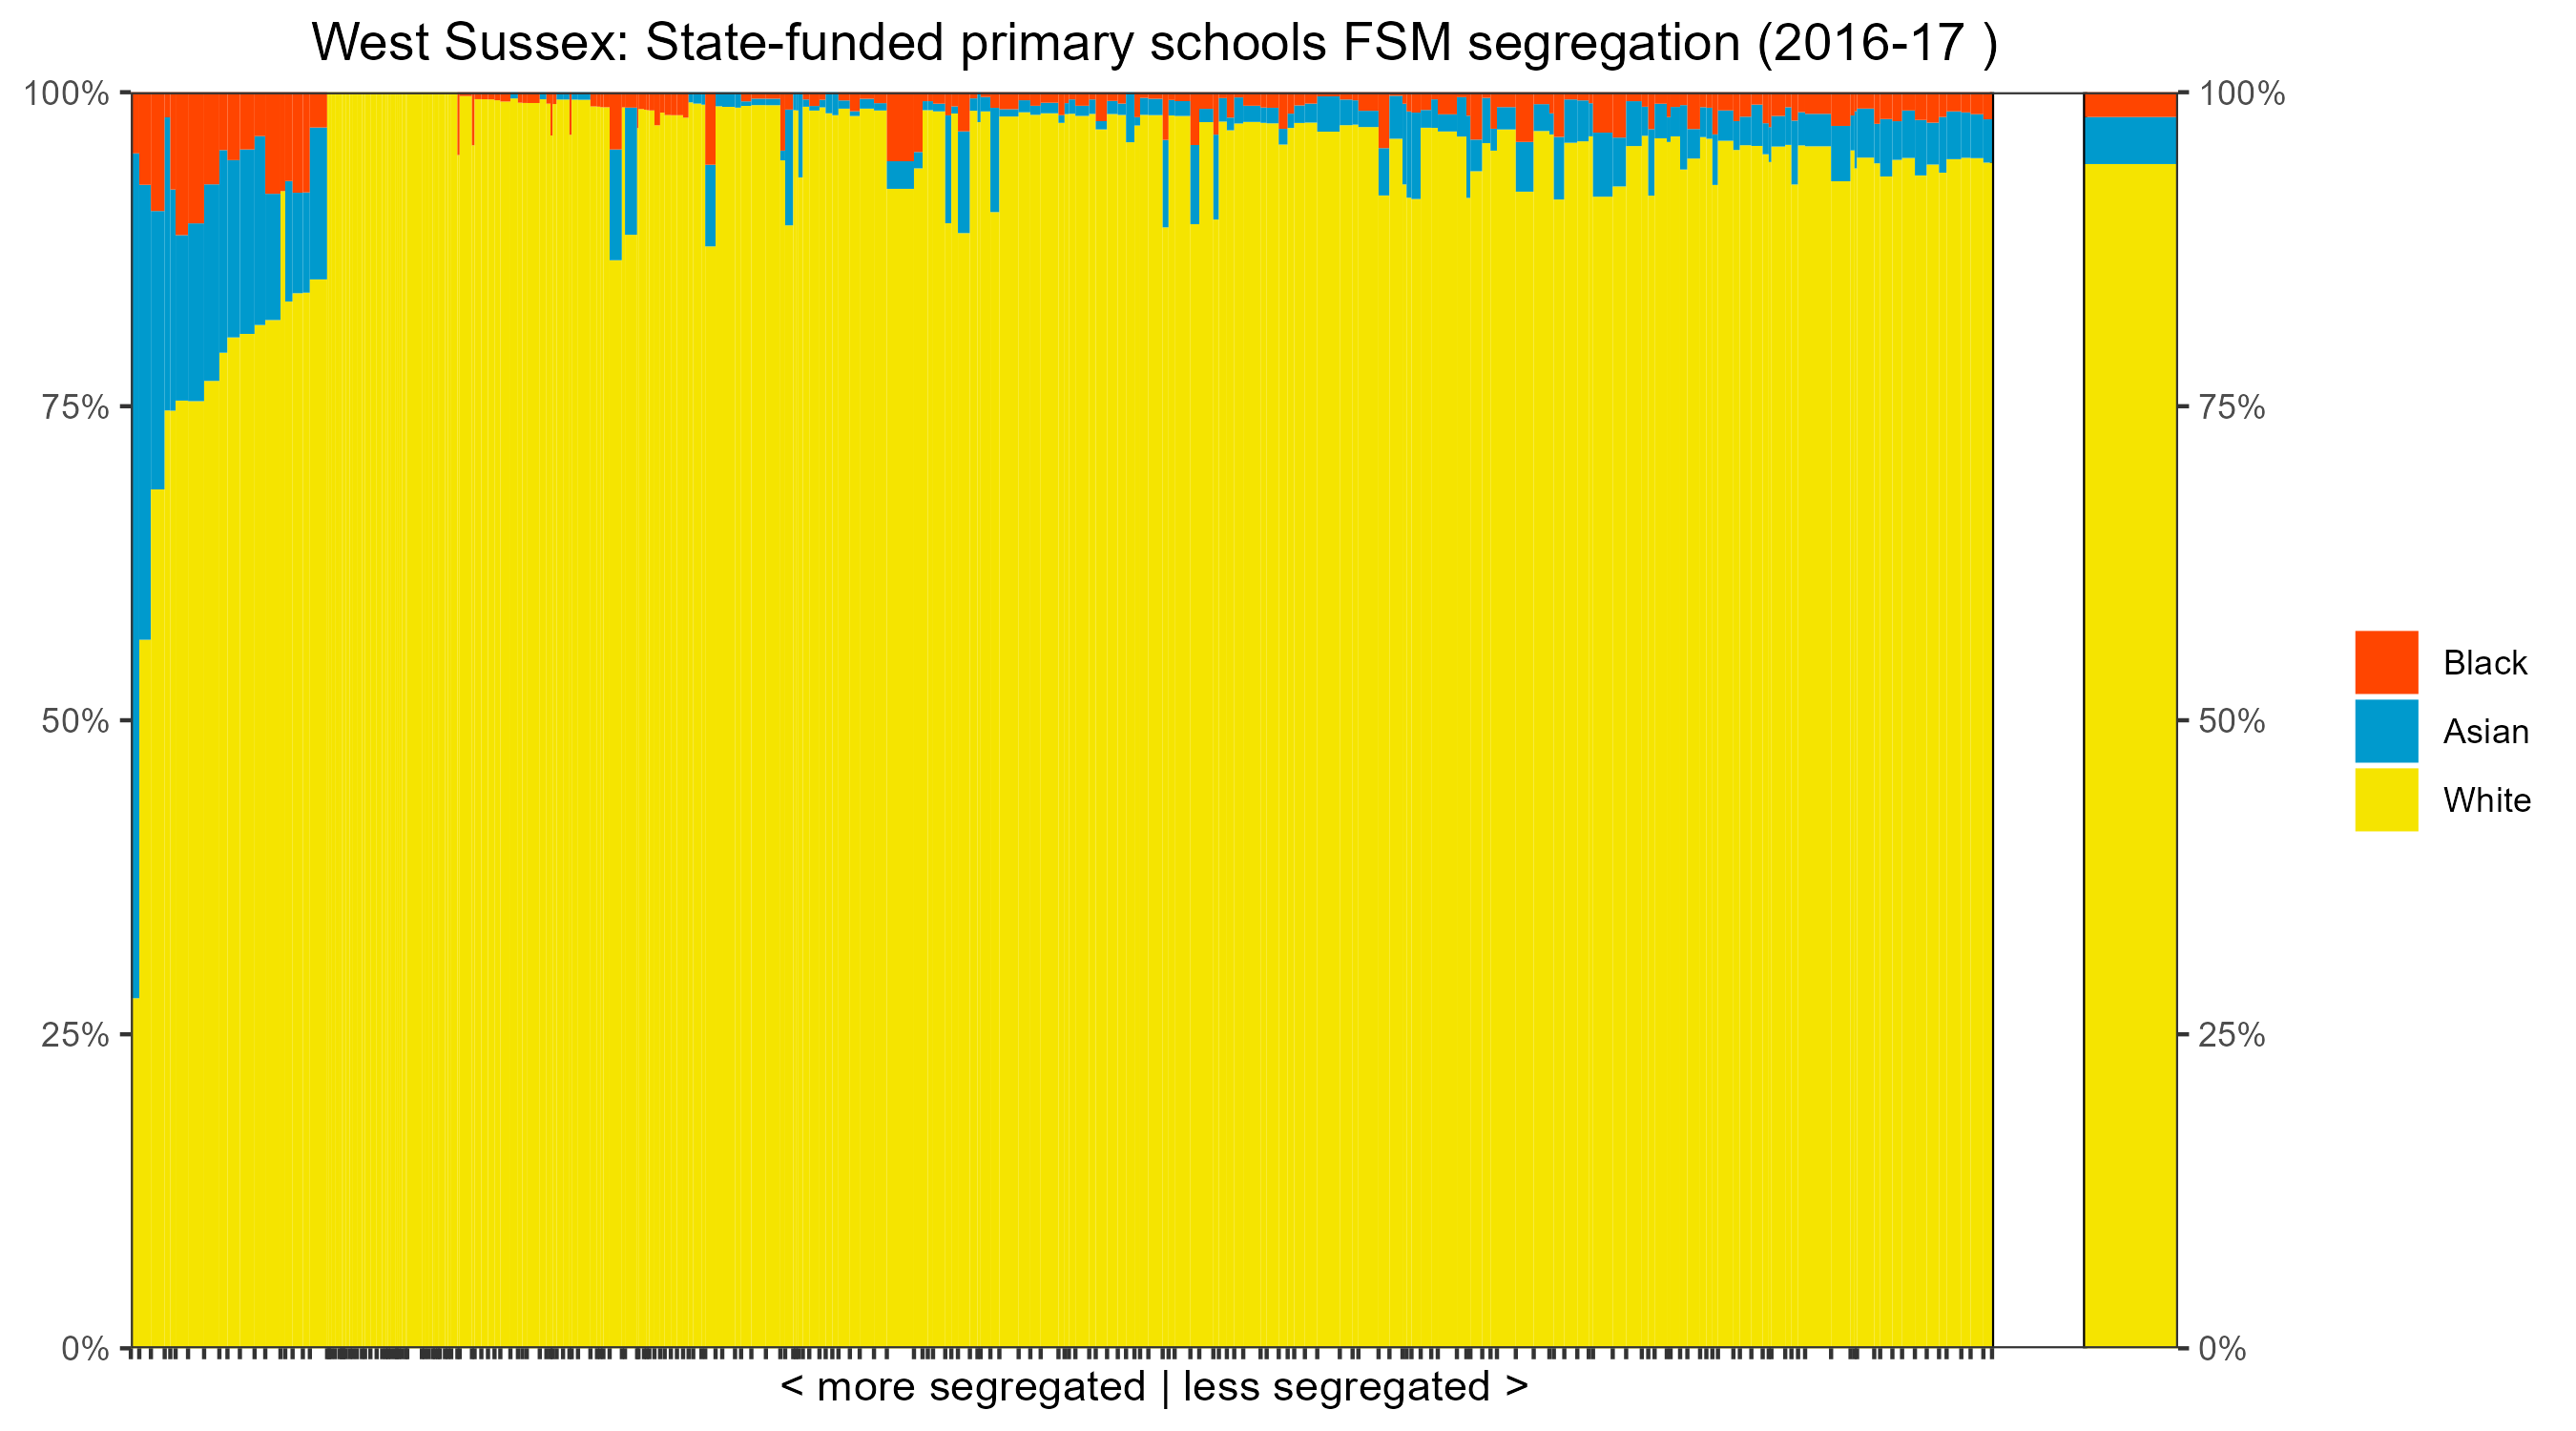 West Sussex: State-funded primary schools FSM segregation (2016-17 )
100%
75%
50%
25%
0%
100%
75%
50%
25%
0%
Black
Asian
White
< more segregated | less segregated >